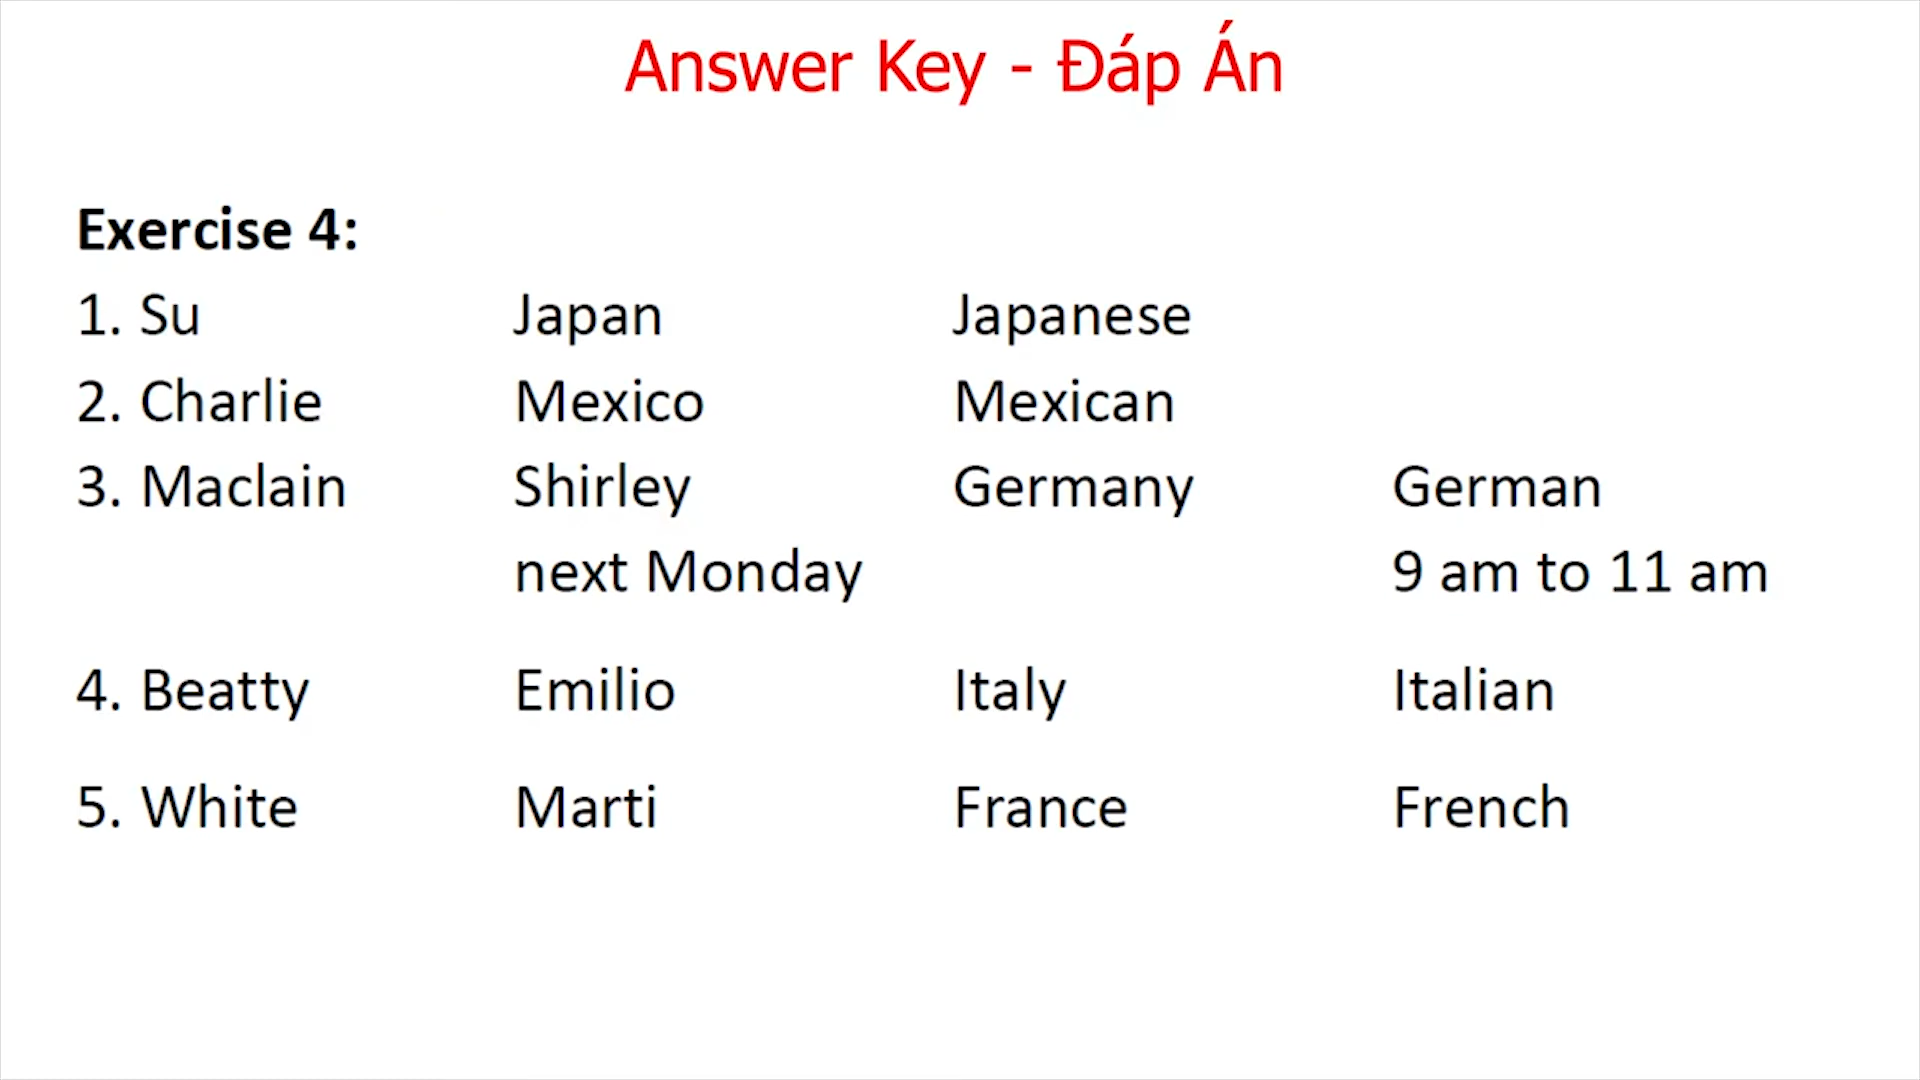 Answer Key - Đáp Án
Exercise 4:
1. Su Japan Japanese
2. Charlie Mexico Mexican
3. Maclain Shirley Germany German
next Monday 9 am to 11 am
4. Beatty Emilio Italy Italian
5. White Marti France French